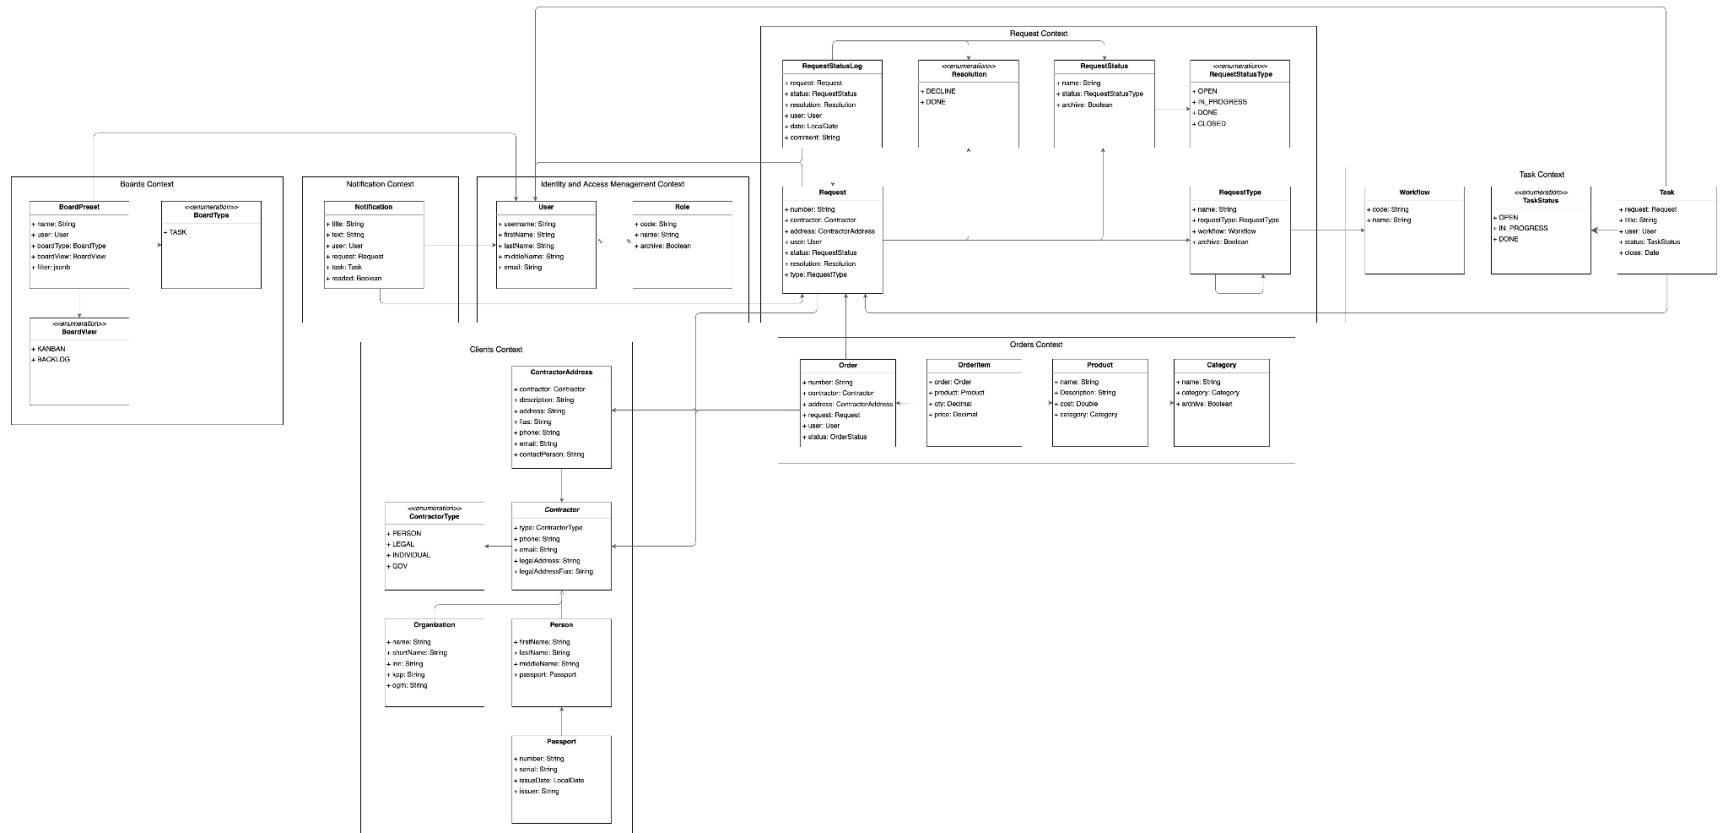 Request Context
RequestStatusLog
+ request: Request
+ status: RequestStatus
+ resolution: Resolution
+ user: User
+ date: LocalDate
+ comment: String
<<enumeration>>
Resolution
+ DECLINE
+ DONE
RequestStatus
+ name: String
+ status: RequestStatusType
+ archive: Boolean
<<enumeration>>
RequestStatusType
+ OPEN
+ IN_PROGRESS
+ DONE
+ CLOSED
Boards Context
BoardPreset
+ name: String
+ user: User
+ boardType: BoardType
+ boardView: BoardView
+ filter: jsonb
<<enumeration>>
BoardType
+ TASK
<<enumeration>>
BoardView
+ KANBAN
+ BACKLOG
Notification Context
Notification
+ title: String
+ text: String
+ user: User
+ request: Request
+ task: Task
+ readed: Boolean
Identity and Access Menagement Context
User
+ username: String
+ firstName: String
+ lastName: String
+ middleName: String
+ email: String
N
N
Role
+ code: String
+ name: String
+ archive: Boolean
Request
+ number: String
+ contractor: Contractor
+ address: ContractorAddress
+ user: User
+ status: RequestStatus
+ resolution: Resolution
+ type: RequestType
RequestType
+ name: String
+ requestType: RequestType
+ workflow: Workflow
+ archive: Boolean
Workflow
+ code: String
+ name: String
Task Context
<<enumeration>>
TaskStatus
+ OPEN
+ IN_PROGRESS
+ DONE
Task
+ request: Request
+ title: String
+ user: User
+ status: TaskStatus
+ close: Date
Clients Context
ContractorAddress
+ contractor: Contractor
+ description: String
+ address: String
+ fias: String
+ phone: String
+ email: String
+ contactPerson: String
<<enumeration>>
ContractorType
+ PERSON
+ LEGAL
+ INDIVIDUAL
+ GOV
Contractor
+ type: ContractorType
+ phone: String
+ email: String
+ legalAddress: String
+ legalAddressFias: String
Organization
+ name: String
+ shortName: String
+ inn: String
+ kpp: String
+ ogrn: String
Person
+ firstName: String
+ lastName: String
+ middleName: String
+ passport: Passport
Passport
+ number: String
+ serial: String
+ issueDate: LocalDate
+ issuer: String
Orders Context
Order
+ number: String
+ contractor: Contractor
+ address: ContractorAddress
+ request: Request
+ user: User
+ status: OrderStatus
OrderItem
+ order: Order
+ product: Product
+ qty: Decimal
+ price: Decimal
Product
+ name: String
+ Description: String
+ cost: Double
+ category: Category
Category
+ name: String
+ category: Category
+ archive: Boolean